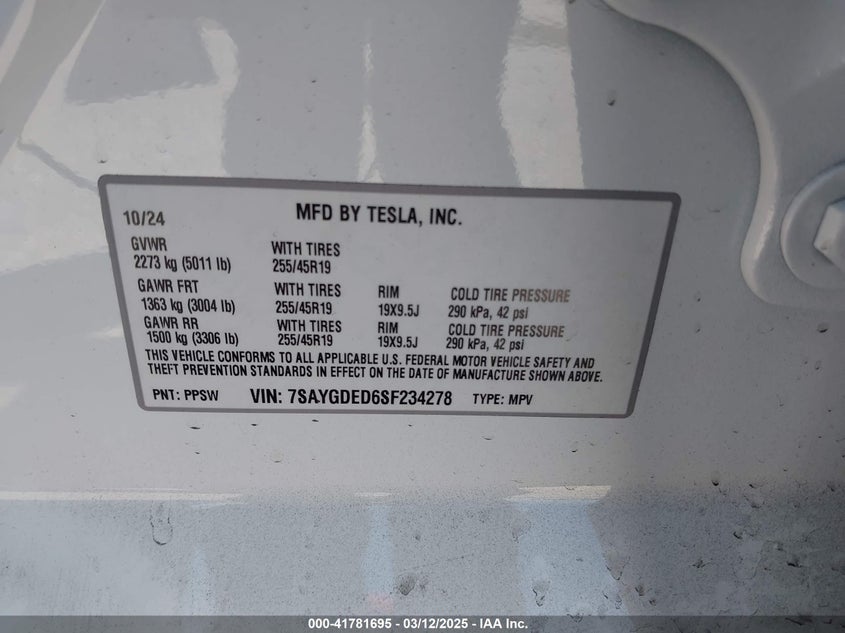 10/24 MFD BY TESLA, INC.
GVWR WITH TIRES
2273 kg (5011 lb) 255/45R19
GAWR FRT WITH TIRES RIM COLD TIRE PRESSURE
1363 kg (3004 lb) 255/45R19 19X9.5J 290 kPa, 42 psi
GAWR RR WITH TIRES RIM COLD TIRE PRESSURE
1500 kg (3306 lb) 255/45R19 19X9.5J 290 kPa, 42 psi
THIS VEHICLE CONFORMS TO ALL APPLICABLE U.S. FEDERAL MOTOR VEHICLE SAFETY AND
THEFT PREVENTION STANDARDS IN EFFECT ON THE DATE OF MANUFACTURE SHOWN ABOVE.
PNT: PPSW VIN: 7SAYGDED6SF234278 TYPE: MPV
000-41781695 - 03/12/2025 - IAA Inc.